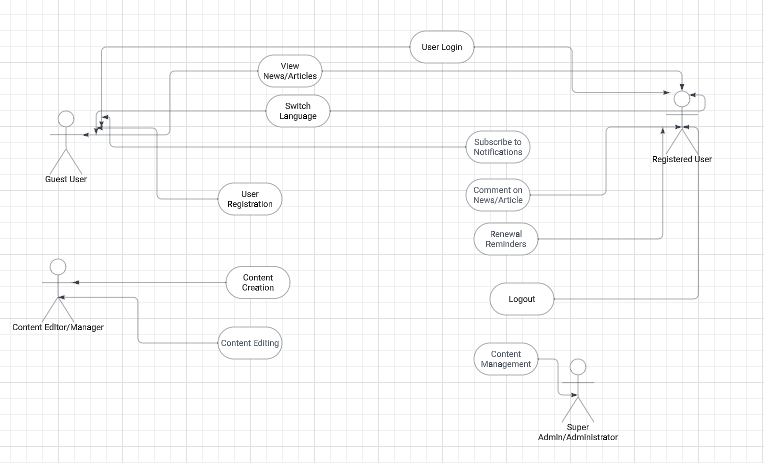 User Login
View
News/Articles
Switch
Language
Guest User
Registered User
Subscribe to
Notifications
User
Registration
Comment on
News/Article
Renewal
Reminders
Content
Creation
Logout
Content Editor/Manager
Content Editing
Content
Management
Super
Admin/Administrator